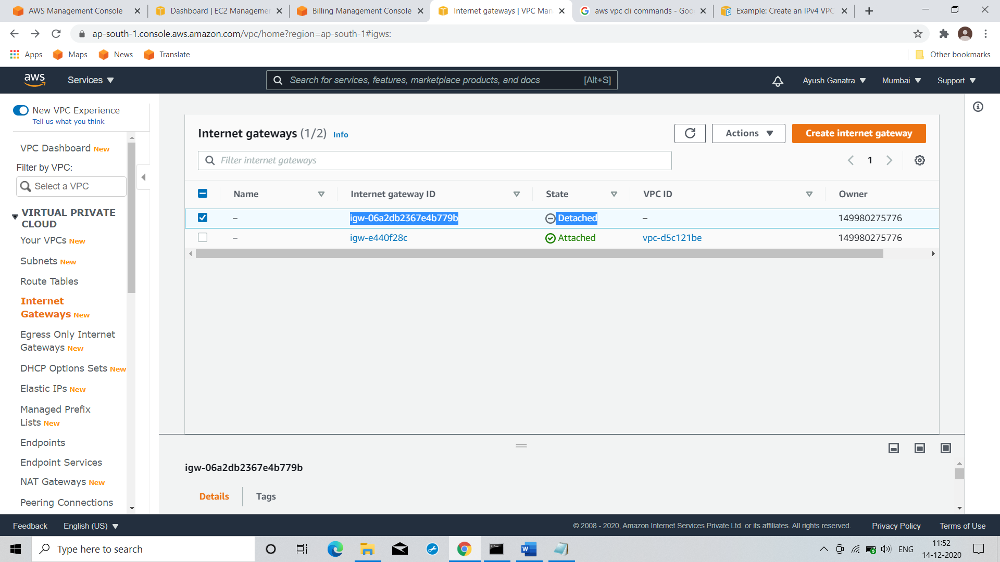 AWS Management Console
Dashboard | EC2 Manageme
Billing Management Console
Internet gateways | VPC Man
aws vpc cli commands - Goo
Example: Create an IPv4 VPC
ap-south-1.console.aws.amazon.com/vpc/home?region=ap-south-1#igws:
Apps
Maps
News
Translate
Other bookmarks
aws
Services
Search for services, features, marketplace products, and docs
[Alt+S]
Ayush Ganatra
Mumbai
Support
New VPC Experience
Tell us what you think
VPC Dashboard New
Filter by VPC:
Select a VPC
VIRTUAL PRIVATE
CLOUD
Your VPCs New
Subnets New
Route Tables
Internet
Gateways New
Egress Only Internet
Gateways New
DHCP Options Sets New
Elastic IPs New
Managed Prefix
Lists New
Endpoints
Endpoint Services
NAT Gateways New
Peering Connections
Internet gateways (1/2) Info
Actions
Create internet gateway
Filter internet gateways
1
Name
Internet gateway ID
State
VPC ID
Owner
– igw-06a2db2367e4b779b Detached – 149980275776
– igw-e440f28c Attached vpc-d5c121be 149980275776
igw-06a2db2367e4b779b
Details
Tags
Feedback
English (US)
© 2008 - 2020, Amazon Internet Services Private Ltd. or its affiliates. All rights reserved.
Privacy Policy
Terms of Use
Type here to search
ENG
11:52
14-12-2020